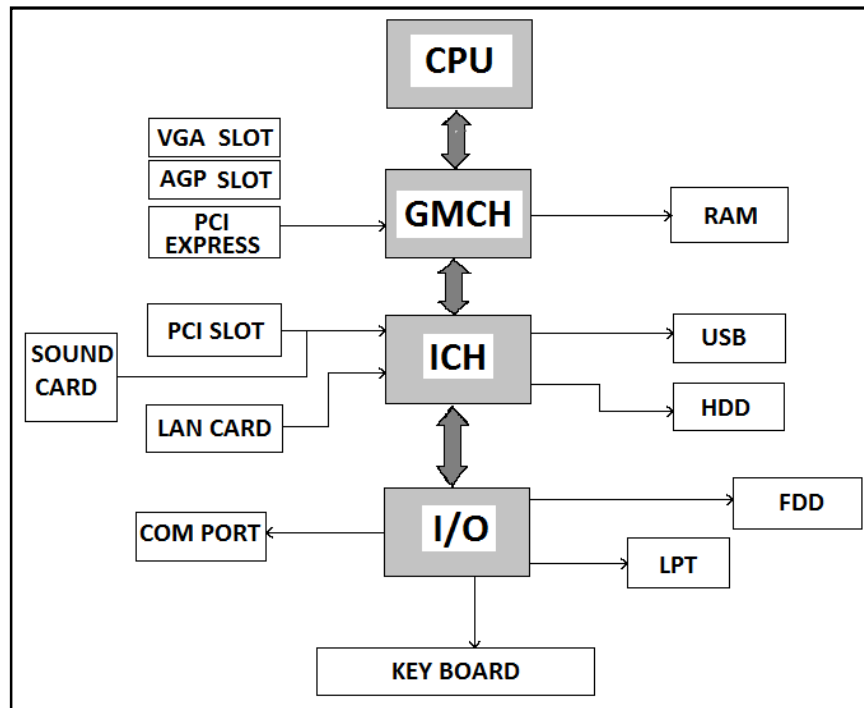 CPU
VGA SLOT
AGP SLOT
PCI
EXPRESS
GMCH
RAM
PCI SLOT
SOUND
CARD
ICH
USB
HDD
LAN CARD
COM PORT
I/O
FDD
LPT
KEY BOARD